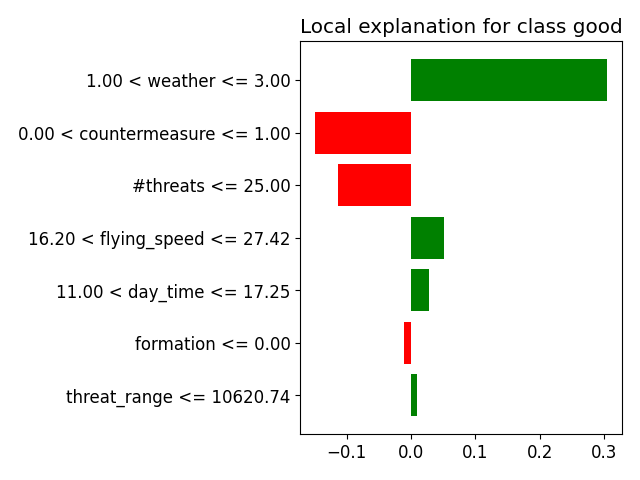 Local explanation for class good
1.00 < weather <= 3.00
0.00 < countermeasure <= 1.00
#threats <= 25.00
16.20 < flying_speed <= 27.42
11.00 < day_time <= 17.25
formation <= 0.00
threat_range <= 10620.74
−0.1 0.0 0.1 0.2 0.3